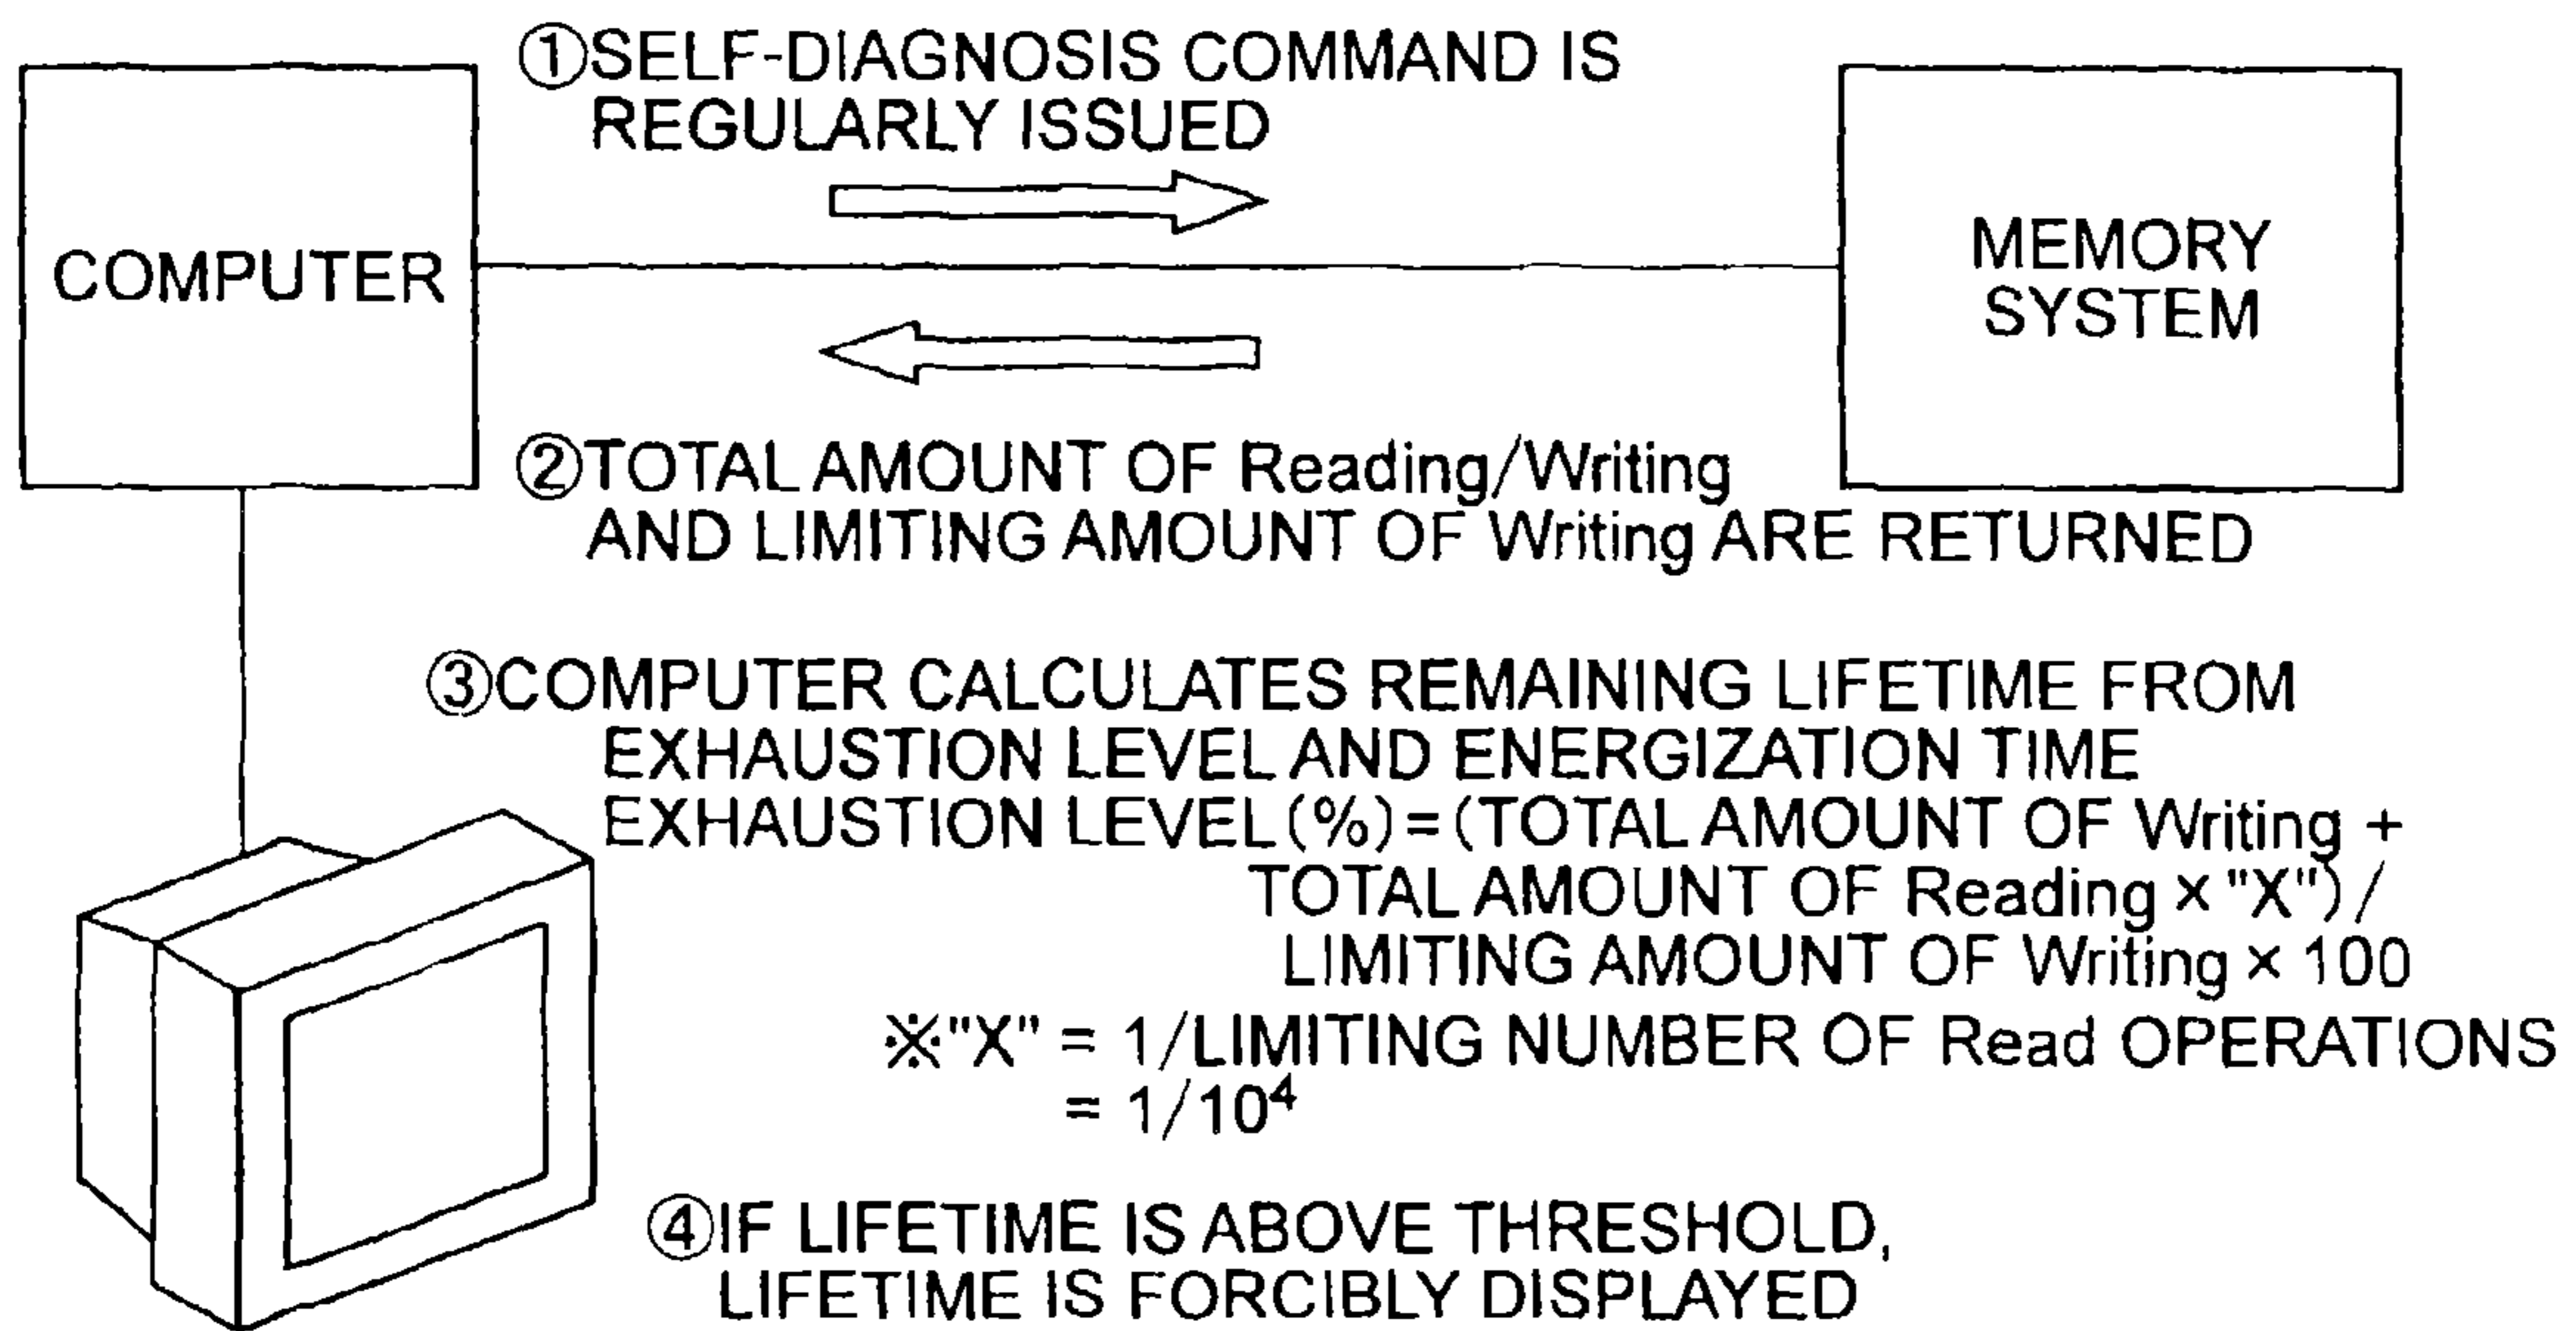 ①SELF-DIAGNOSIS COMMAND IS
REGULARLY ISSUED
COMPUTER
MEMORY
SYSTEM
②TOTAL AMOUNT OF Reading/Writing
AND LIMITING AMOUNT OF Writing ARE RETURNED
③COMPUTER CALCULATES REMAINING LIFETIME FROM
EXHAUSTION LEVEL AND ENERGIZATION TIME
EXHAUSTION LEVEL(%)=(TOTAL AMOUNT OF Writing +
TOTAL AMOUNT OF Reading × "X")/
LIMITING AMOUNT OF Writing × 100
※"X" = 1/LIMITING NUMBER OF Read OPERATIONS
= 1/10⁴
④IF LIFETIME IS ABOVE THRESHOLD,
LIFETIME IS FORCIBLY DISPLAYED